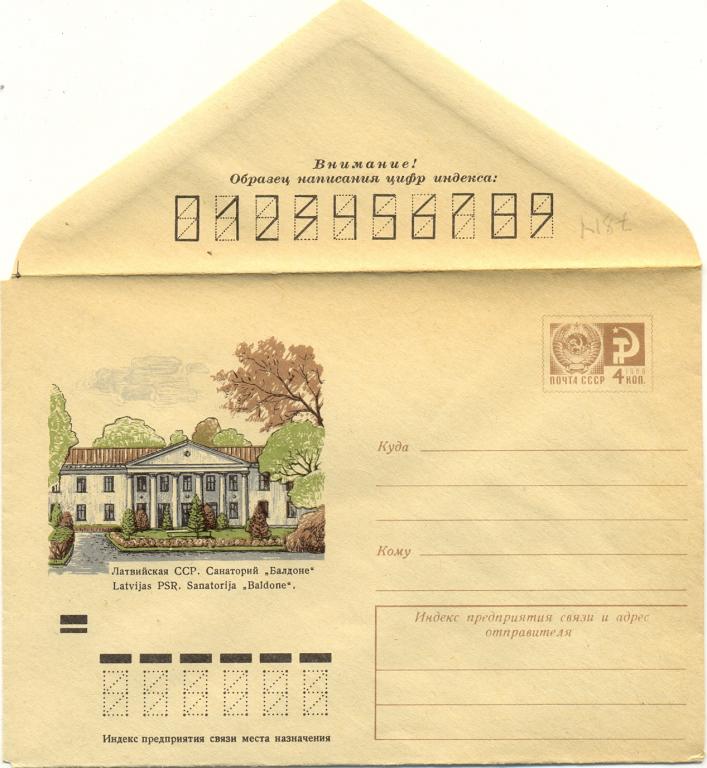 Внимание!
Образец написания цифр индекса:
0123456789
ПОЧТА СССР
4 КОП.
Куда
Кому
Латвийская ССР. Санаторий „Балдоне“
Latvijas PSR. Sanatorija „Baldone“.
Индекс предприятия связи и адрес
отправителя
Индекс предприятия связи места назначения